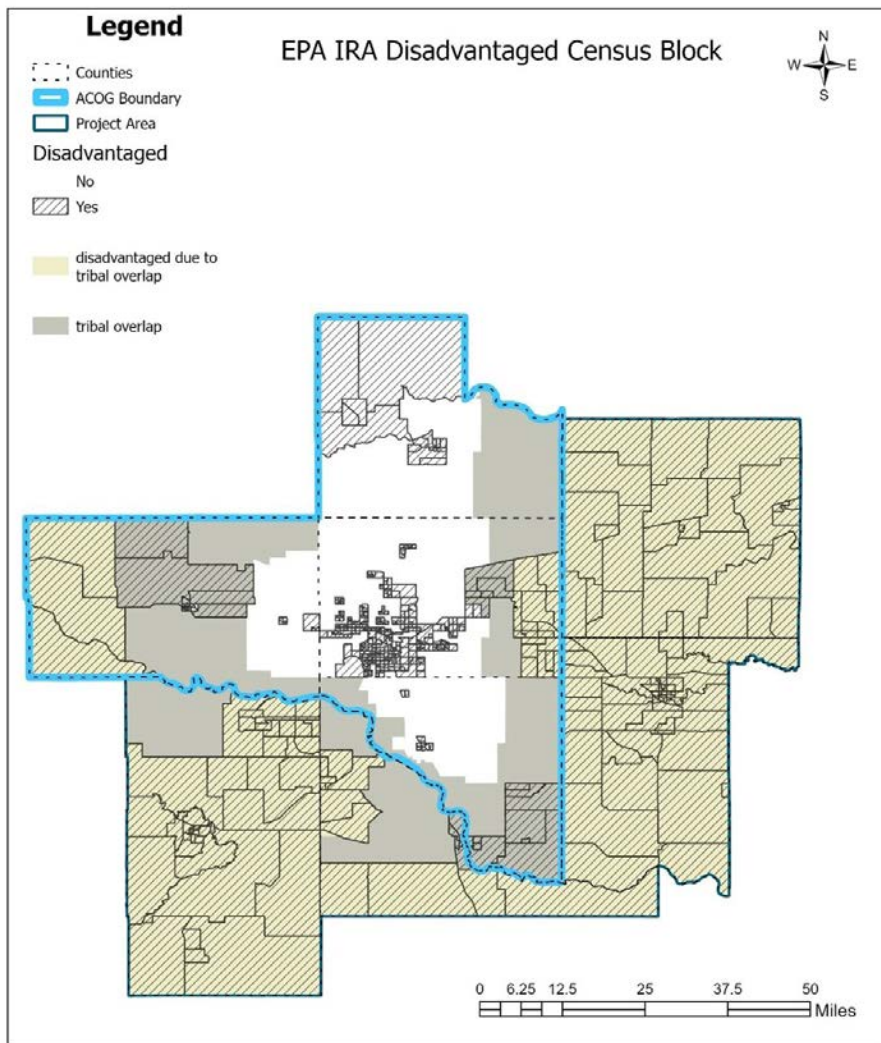 Legend
EPA IRA Disadvantaged Census Block
N
W E
S
Counties
ACOG Boundary
Project Area
Disadvantaged
No
Yes
disadvantaged due to
tribal overlap
tribal overlap
0 6.25 12.5 25 37.5 50
Miles